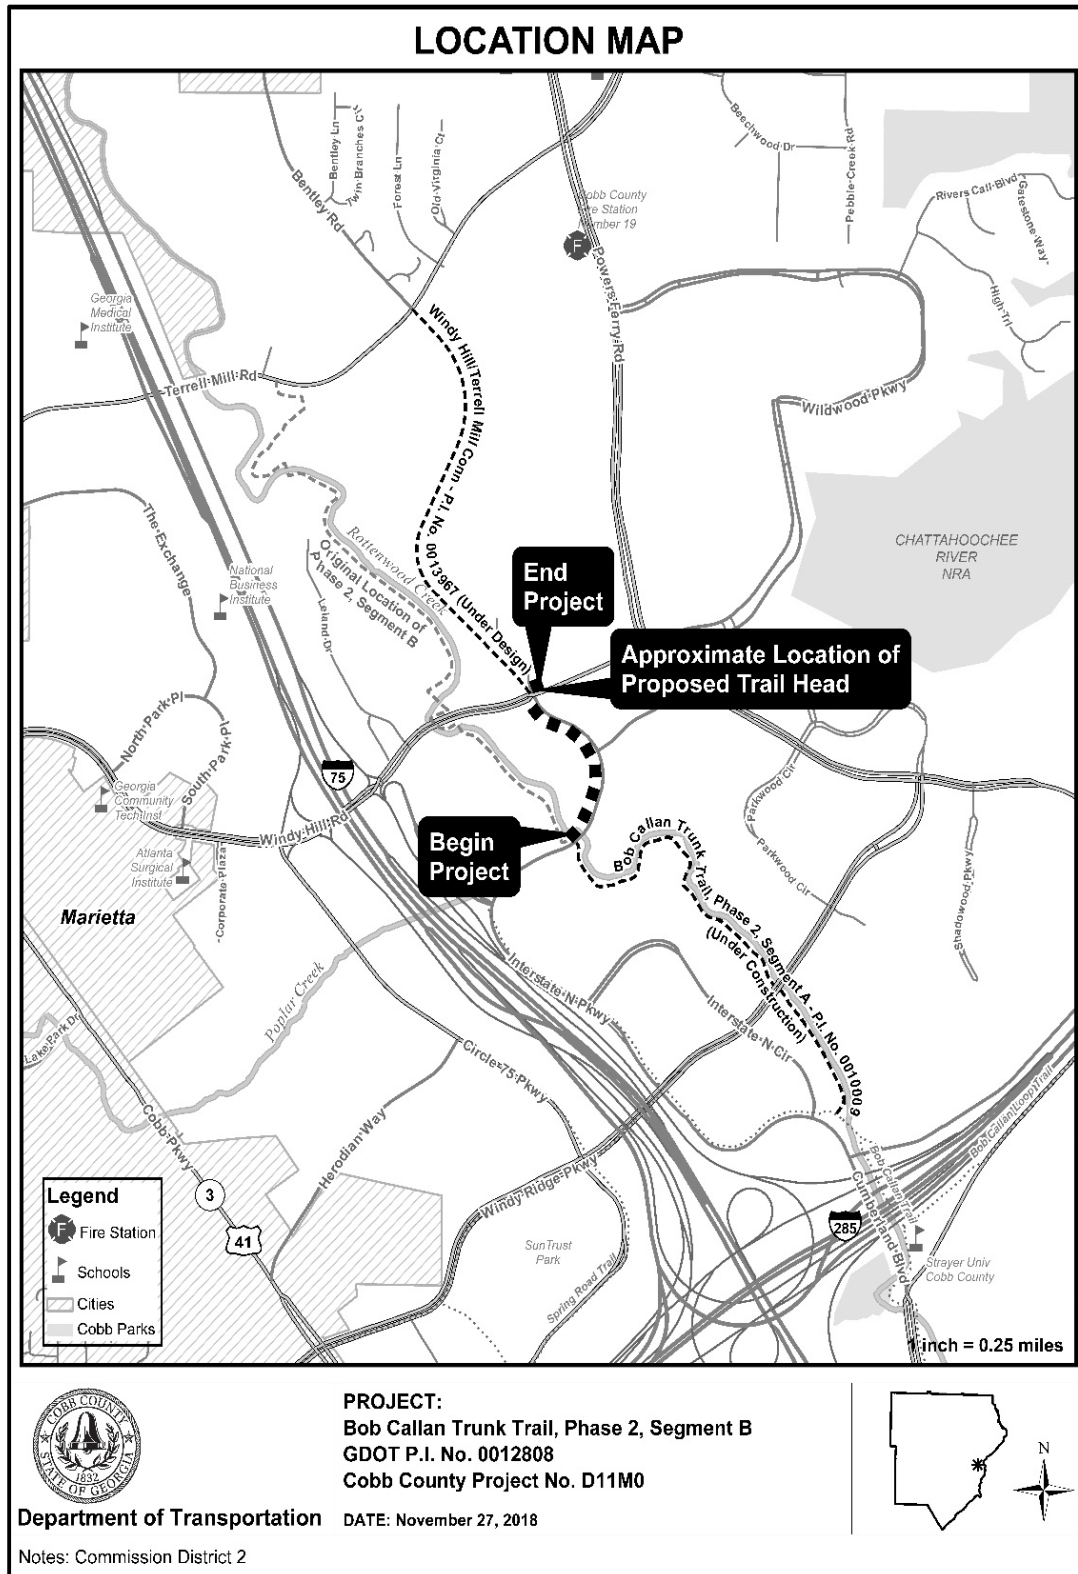 LOCATION MAP
Bentley Ln
Twin Branches Ct
Forest Ln
Old Virginia Ct
Bentley Rd
Beechwood Dr
Pebble Creek Rd
Rivers Call Blvd
Gatestone Way
High Trl
Cobb County
Fire Station
Number 19
F
Powers Ferry Rd
Georgia
Medical
Institute
Terrell Mill Rd
Windy Hill/Terrell Mill Conn - P.I. No. 0013967 (Under Design)
Wildwood Pkwy
The Exchange
Rottenwood Creek
Original Location of
Phase 2, Segment B
CHATTAHOOCHEE
RIVER
NRA
National
Business
Institute
Leland Dr
End
Project
Approximate Location of
Proposed Trail Head
North Park Pl
South Park Pl
75
Georgia
Community
Tech Inst
Windy Hill Rd
Parkwood Cir
Parkwood Cir
Begin
Project
Bob Callan Trunk Trail, Phase 2, Segment A - P.I. No. 0010009
(Under Construction)
Atlanta
Surgical
Institute
Corporate Plaza
Marietta
Shadowood Pkwy
Interstate N Pkwy
Interstate N Cir
Poplar Creek
Lake Park Dr
Circle 75 Pkwy
Cobb Pkwy
Herodian Way
Windy Ridge Pkwy
Bob Callan Loop Trail
Bob Callan Trail
Cumberland Blvd
285
3
41
SunTrust
Park
Spring Road Trail
Strayer Univ
Cobb County
Legend
F Fire Station
Schools
Cities
Cobb Parks
1 inch = 0.25 miles
COBB COUNTY
1832
STATE OF GEORGIA
Department of Transportation
PROJECT:
Bob Callan Trunk Trail, Phase 2, Segment B
GDOT P.I. No. 0012808
Cobb County Project No. D11M0
DATE: November 27, 2018
N
Notes: Commission District 2